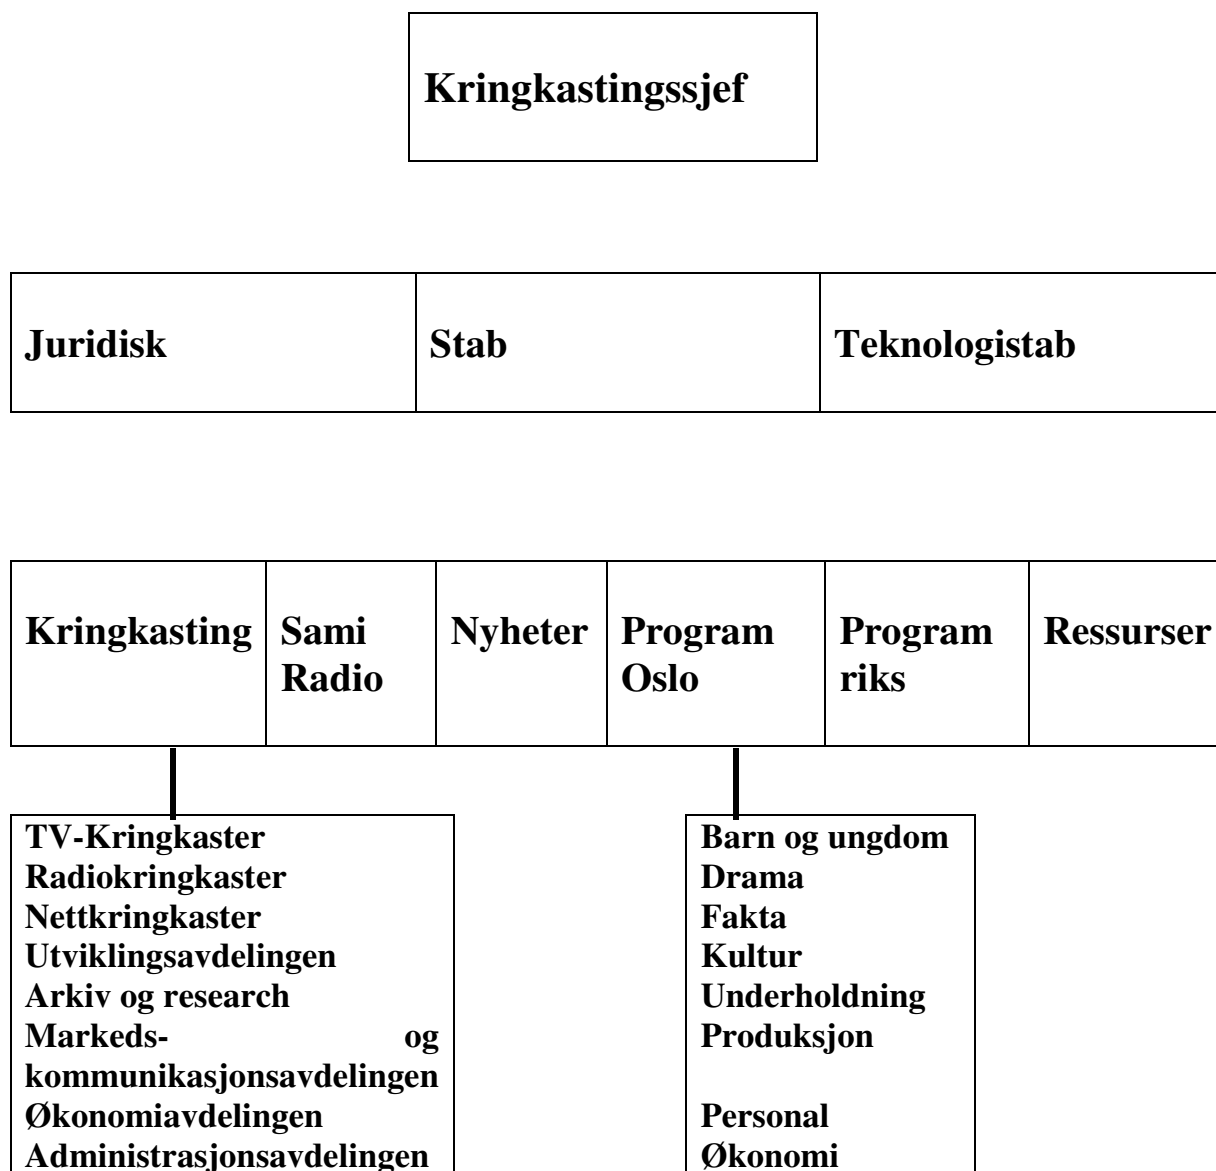 Kringkastingssjef
Juridisk
Stab
Teknologistab
Kringkasting
Sami
Radio
Nyheter
Program
Oslo
Program
riks
Ressurser
TV-Kringkaster
Radiokringkaster
Nettkringkaster
Utviklingsavdelingen
Arkiv og research
Markeds- og
kommunikasjonsavdelingen
Økonomiavdelingen
Administrasjonsavdelingen
Barn og ungdom
Drama
Fakta
Kultur
Underholdning
Produksjon
Personal
Økonomi